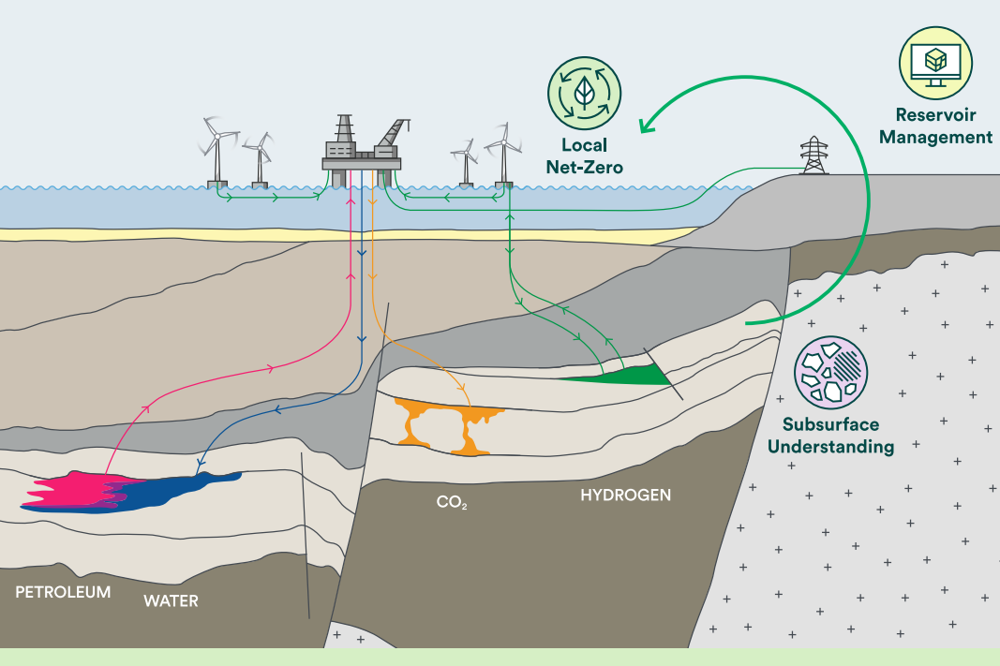 Local
Net-Zero
Reservoir
Management
Subsurface
Understanding
CO₂
HYDROGEN
PETROLEUM
WATER